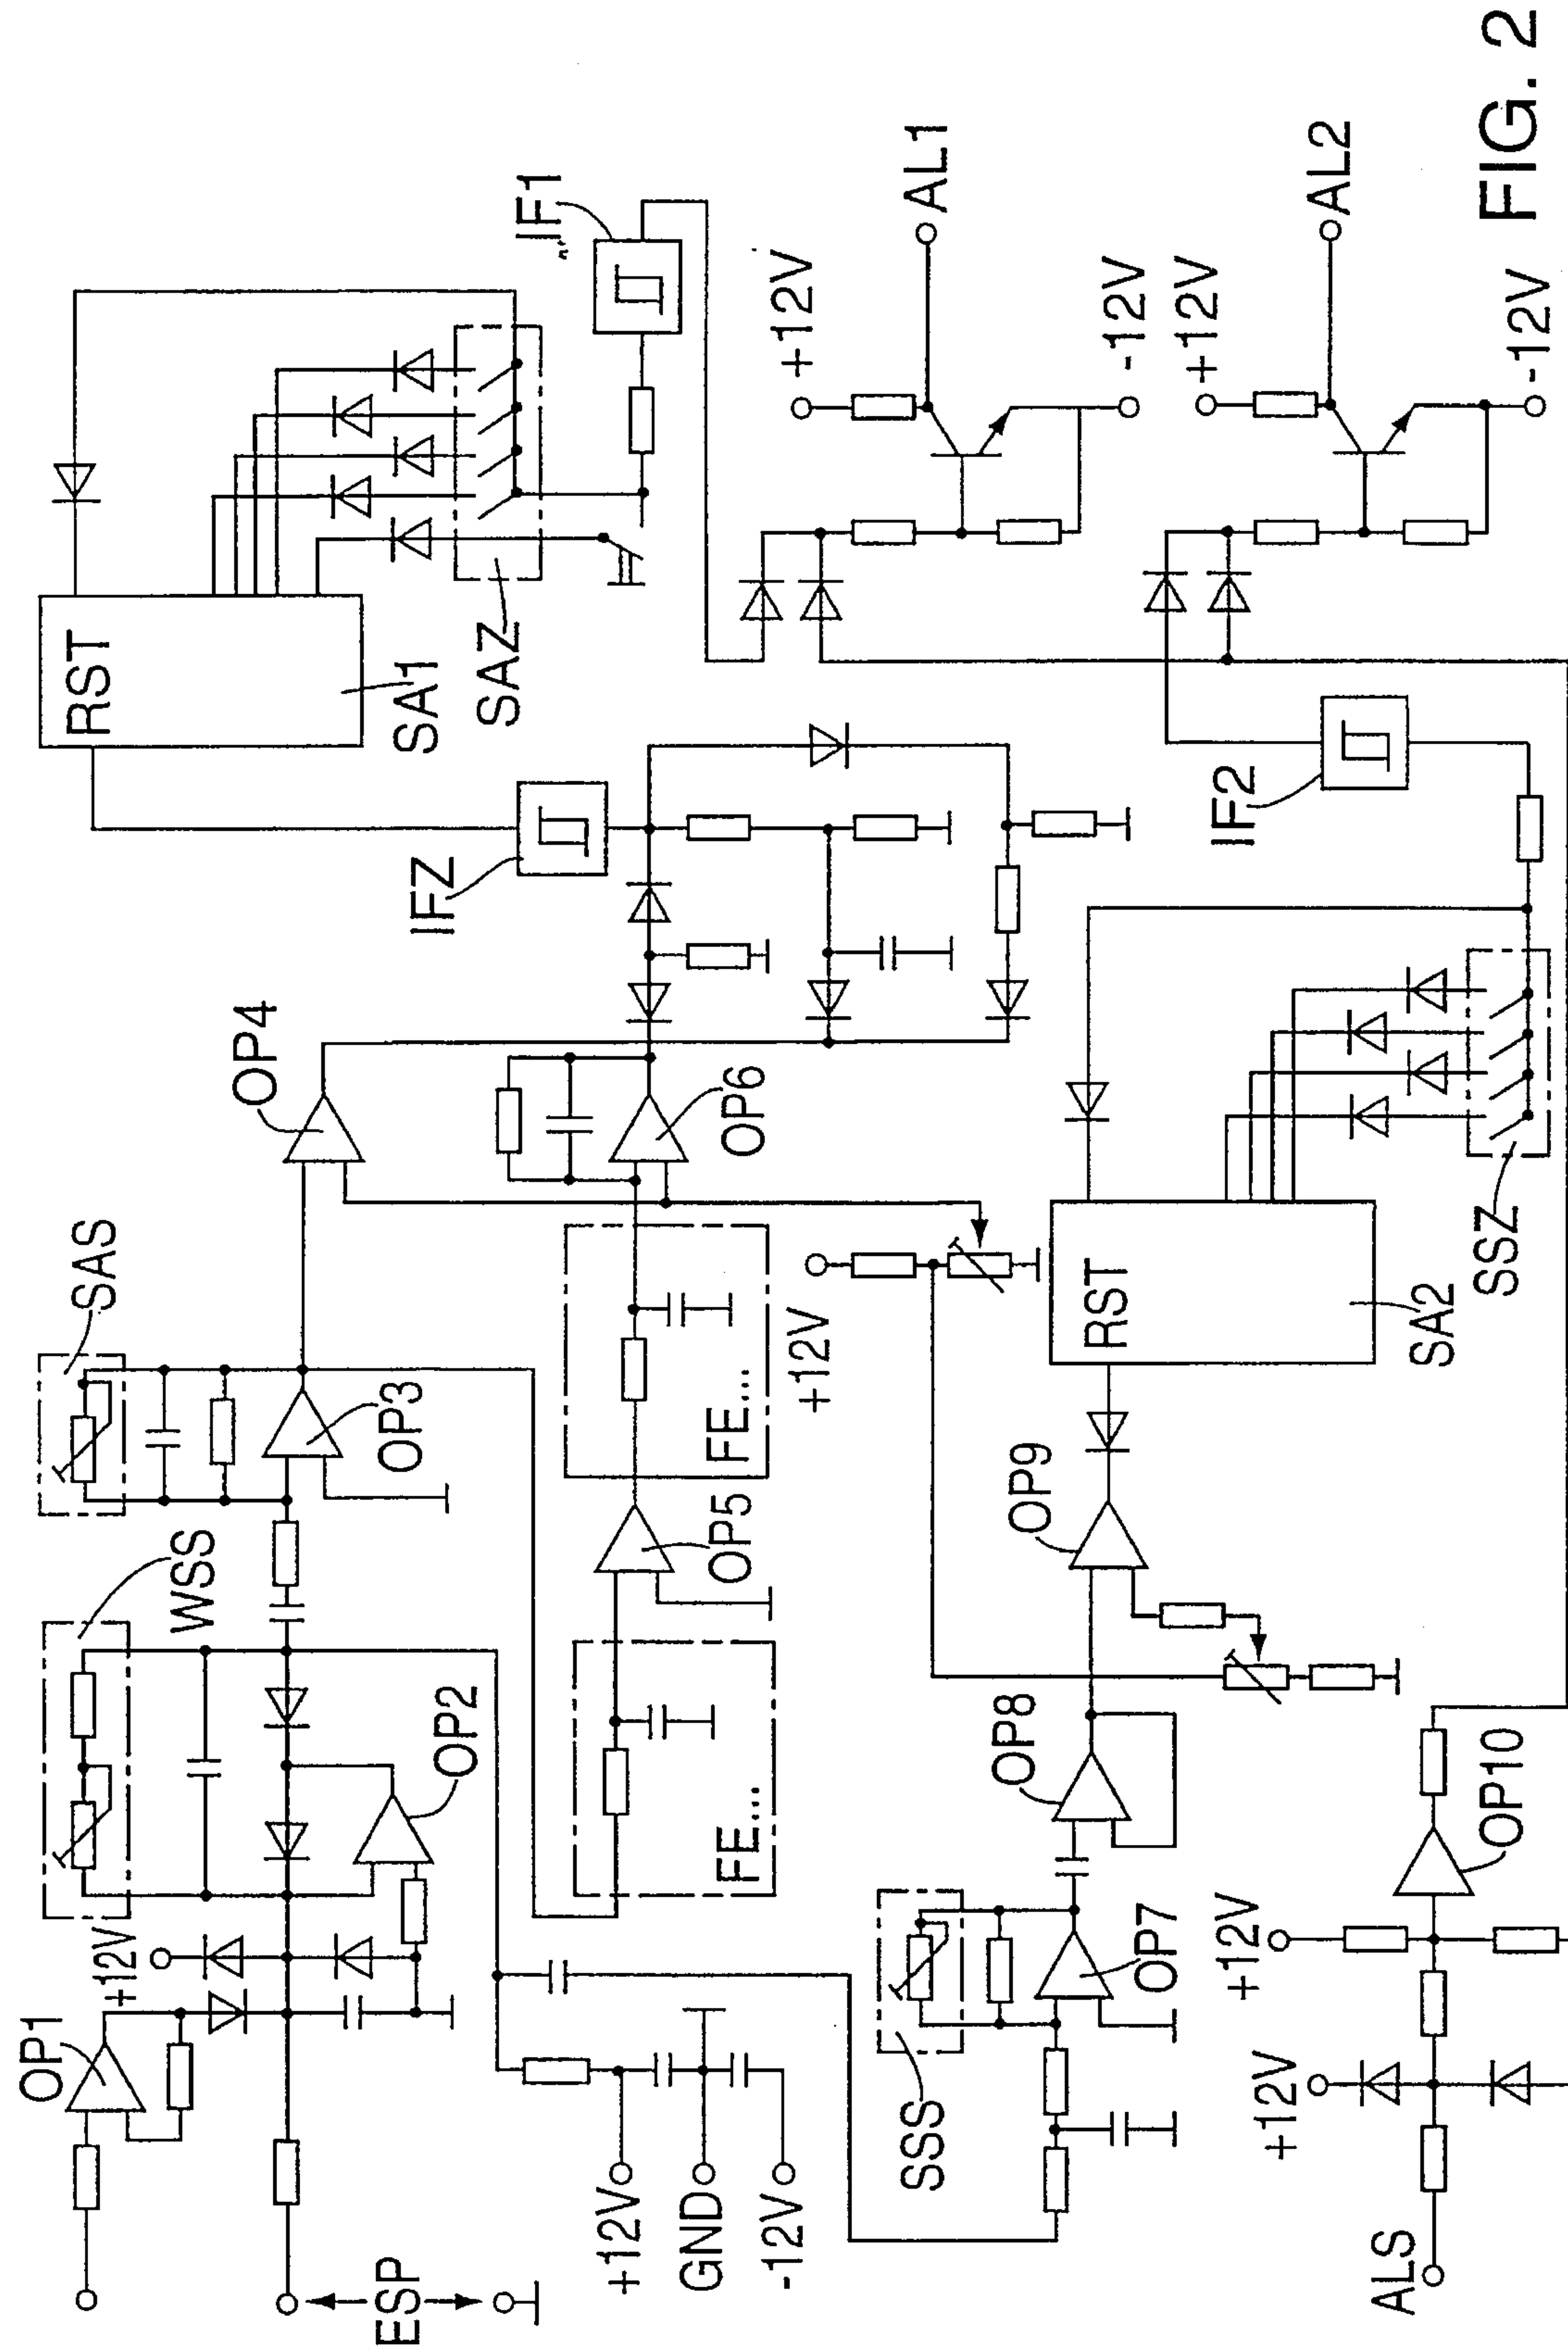 OP1
+12V
WSS
SAS
OP4
RST
SA1
SAZ
IF1
OP2
OP3
IFZ
ESP
+12V
GND
-12V
FE...
OP5
FE...
OP6
+12V
+12V
AL1
-12V
SSS
OP7
OP8
OP9
RST
SA2
SSZ
IF2
+12V
AL2
-12V
ALS
+12V
+12V
OP10
FIG. 2